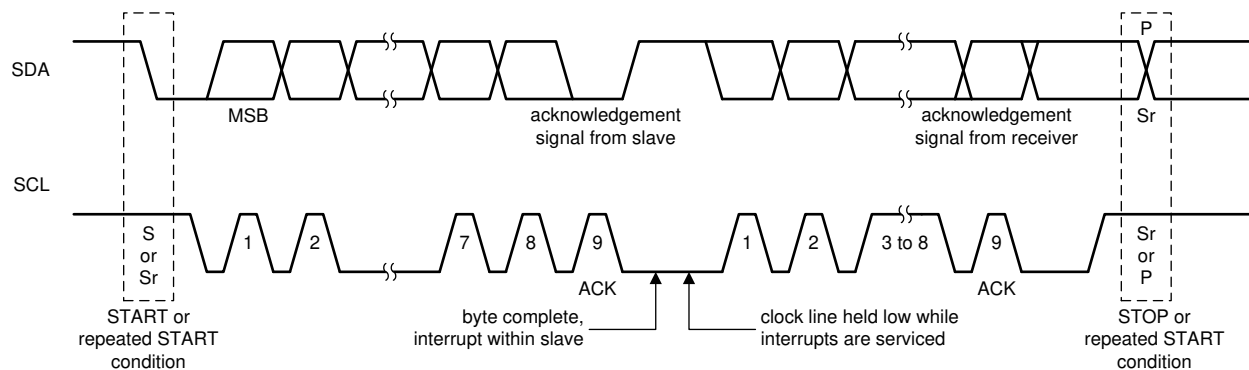 P
SDA
MSB
acknowledgement
signal from slave
acknowledgement
signal from receiver
Sr
SCL
S
or
Sr
1
2
7
8
9
1
2
3 to 8
9
Sr
or
P
ACK
ACK
START or
repeated START
condition
byte complete,
interrupt within slave
clock line held low while
interrupts are serviced
STOP or
repeated START
condition